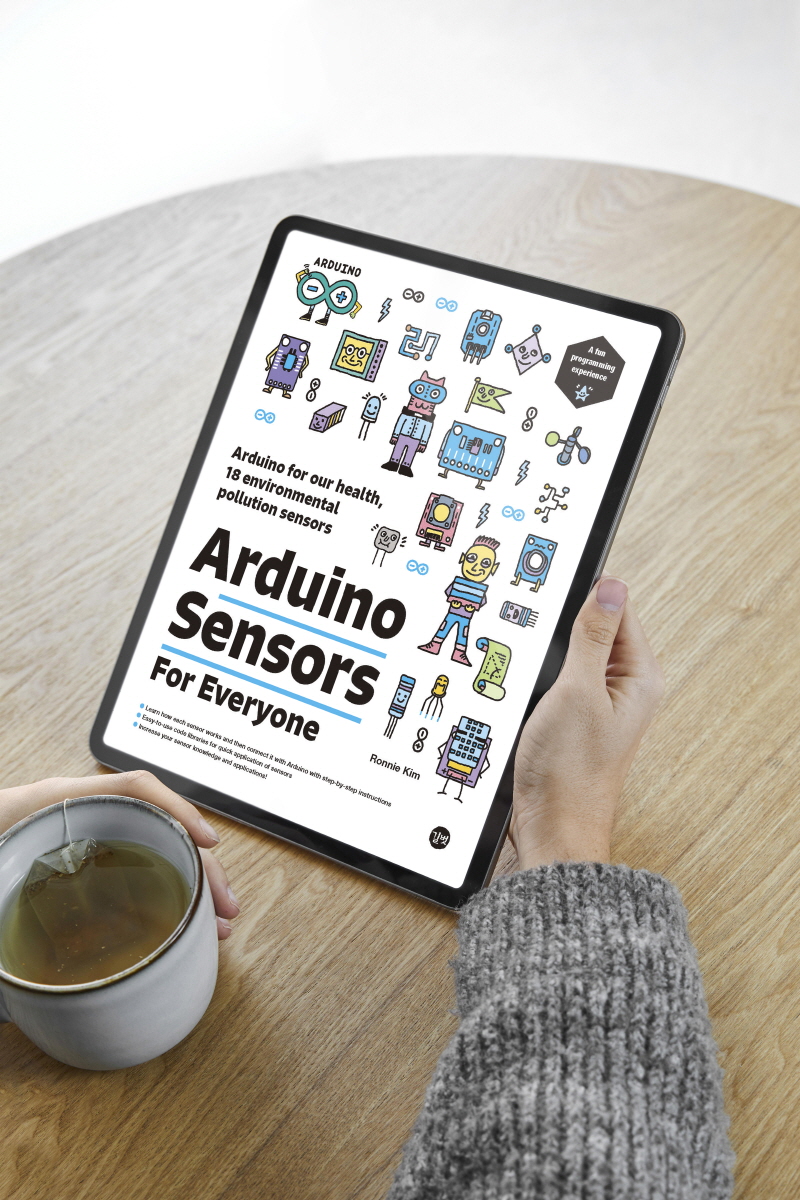 ARDUINO
A fun
programming
experience
Arduino for our health,
18 environmental
pollution sensors
Arduino
Sensors
For Everyone
Learn how each sensor works and then connect it with Arduino with step-by-step instructions
Easy-to-use code libraries for quick application of sensors
Increase your sensor knowledge and applications!
Ronnie Kim
길벗